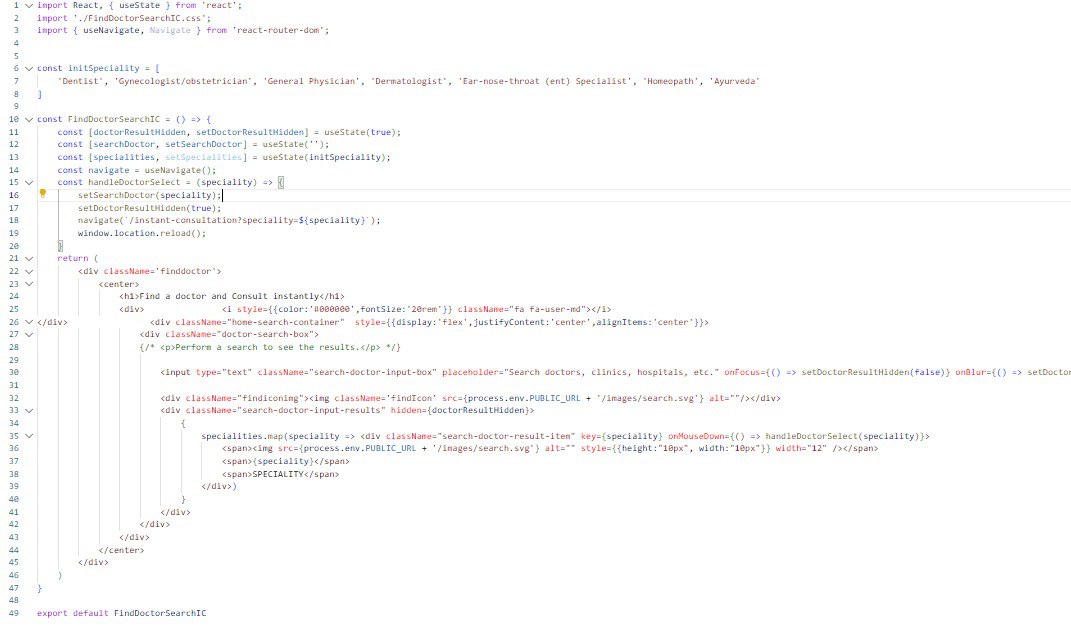 1 import React, { useState } from 'react';
2 import './FindDoctorSearchIC.css';
3 import { useNavigate, Navigate } from 'react-router-dom';
4
5
6 const initSpeciality = [
7 'Dentist', 'Gynecologist/obstetrician', 'General Physician', 'Dermatologist', 'Ear-nose-throat (ent) Specialist', 'Homeopath', 'Ayurveda'
8 ]
9
10 const FindDoctorSearchIC = () => {
11 const [doctorResultHidden, setDoctorResultHidden] = useState(true);
12 const [searchDoctor, setSearchDoctor] = useState('');
13 const [specialities, setSpecialities] = useState(initSpeciality);
14 const navigate = useNavigate();
15 const handleDoctorSelect = (speciality) => {
16 setSearchDoctor(speciality);
17 setDoctorResultHidden(true);
18 navigate(`/instant-consultation?speciality=${speciality}`);
19 window.location.reload();
20 }
21 return (
22 <div className='finddoctor'>
23 <center>
24 <h1>Find a doctor and Consult instantly</h1>
25 <div> <i style={{color:'#000000',fontSize:'20rem'}} className="fa fa-user-md"></i>
26 </div> <div className="home-search-container" style={{display:'flex',justifyContent:'center',alignItems:'center'}}>
27 <div className="doctor-search-box">
28 {/* <p>Perform a search to see the results.</p> */}
29
30 <input type="text" className="search-doctor-input-box" placeholder="Search doctors, clinics, hospitals, etc." onFocus={() => setDoctorResultHidden(false)} onBlur={() => setDoctor
31
32 <div className="findiconimg"><img className='findIcon' src={process.env.PUBLIC_URL + '/images/search.svg'} alt=""/></div>
33 <div className="search-doctor-input-results" hidden={doctorResultHidden}>
34 {
35 specialities.map(speciality => <div className="search-doctor-result-item" key={speciality} onMouseDown={() => handleDoctorSelect(speciality)}>
36 <span><img src={process.env.PUBLIC_URL + '/images/search.svg'} alt="" style={{height:"10px", width:"10px"}} width="12" /></span>
37 <span>{speciality}</span>
38 <span>SPECIALITY</span>
39 </div>)
40 }
41 </div>
42 </div>
43 </div>
44 </center>
45 </div>
46 )
47 }
48
49 export default FindDoctorSearchIC